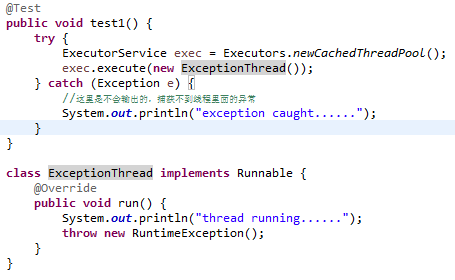 @Test
public void test1() {
try {
ExecutorService exec = Executors.newCachedThreadPool();
exec.execute(new ExceptionThread());
} catch (Exception e) {
//这里是不会输出的，捕获不到线程里面的异常
System.out.println("exception caught......");
}
}
class ExceptionThread implements Runnable {
@Override
public void run() {
System.out.println("thread running......");
throw new RuntimeException();
}
}